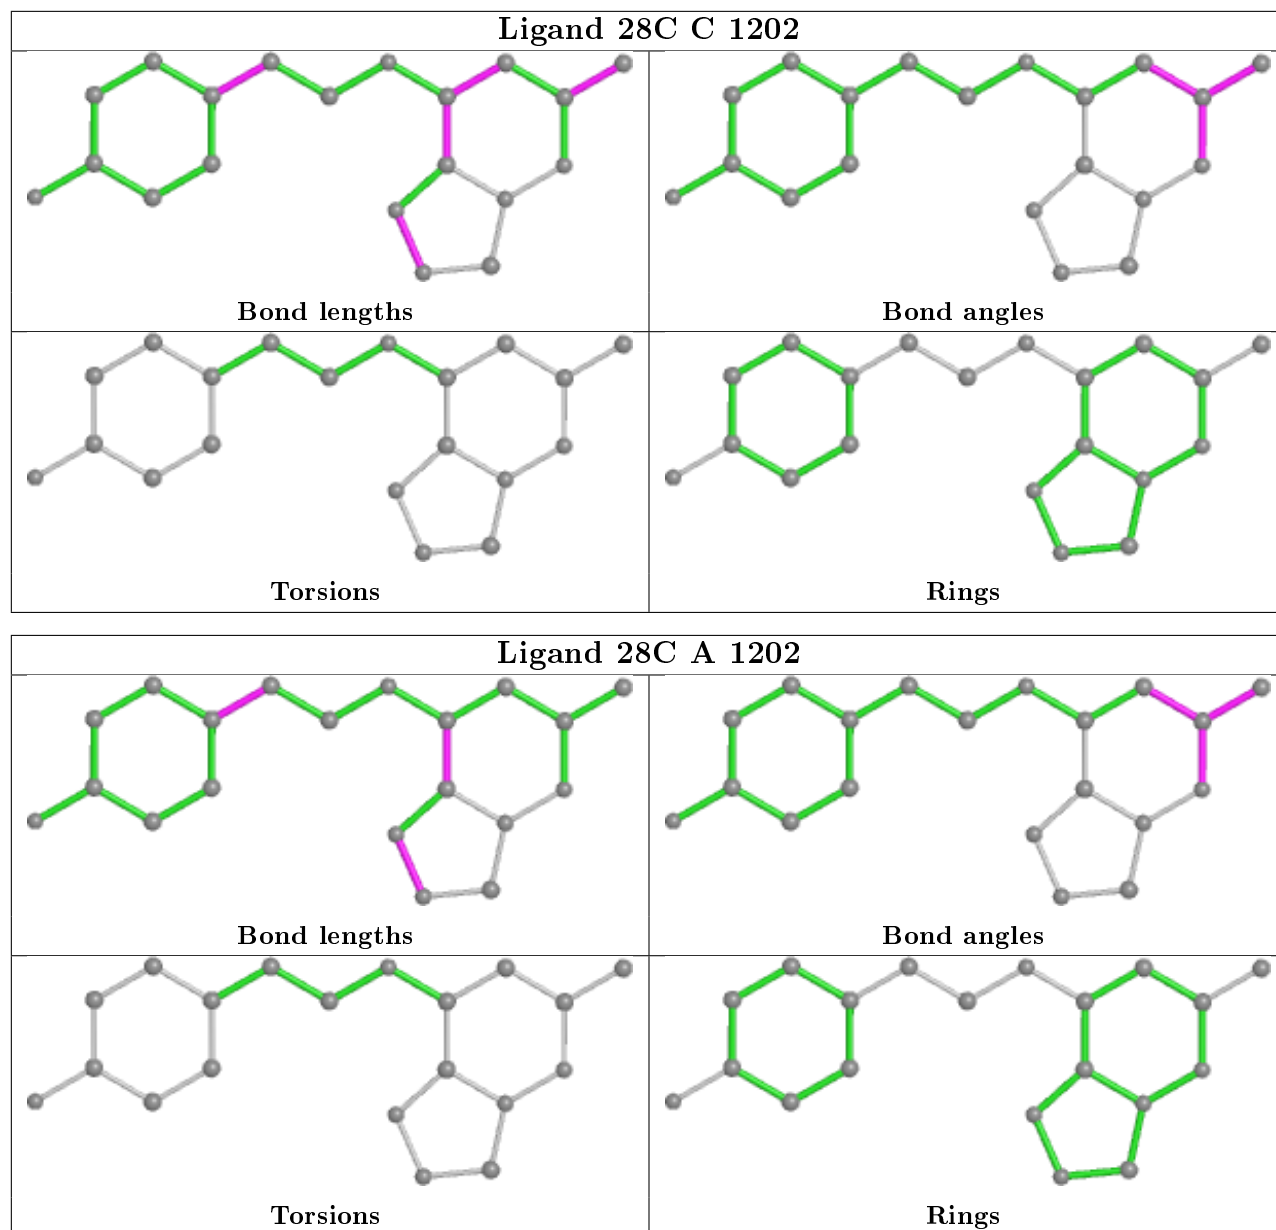 Ligand 28C C 1202
Bond lengths
Bond angles
Torsions
Rings
Ligand 28C A 1202
Bond lengths
Bond angles
Torsions
Rings